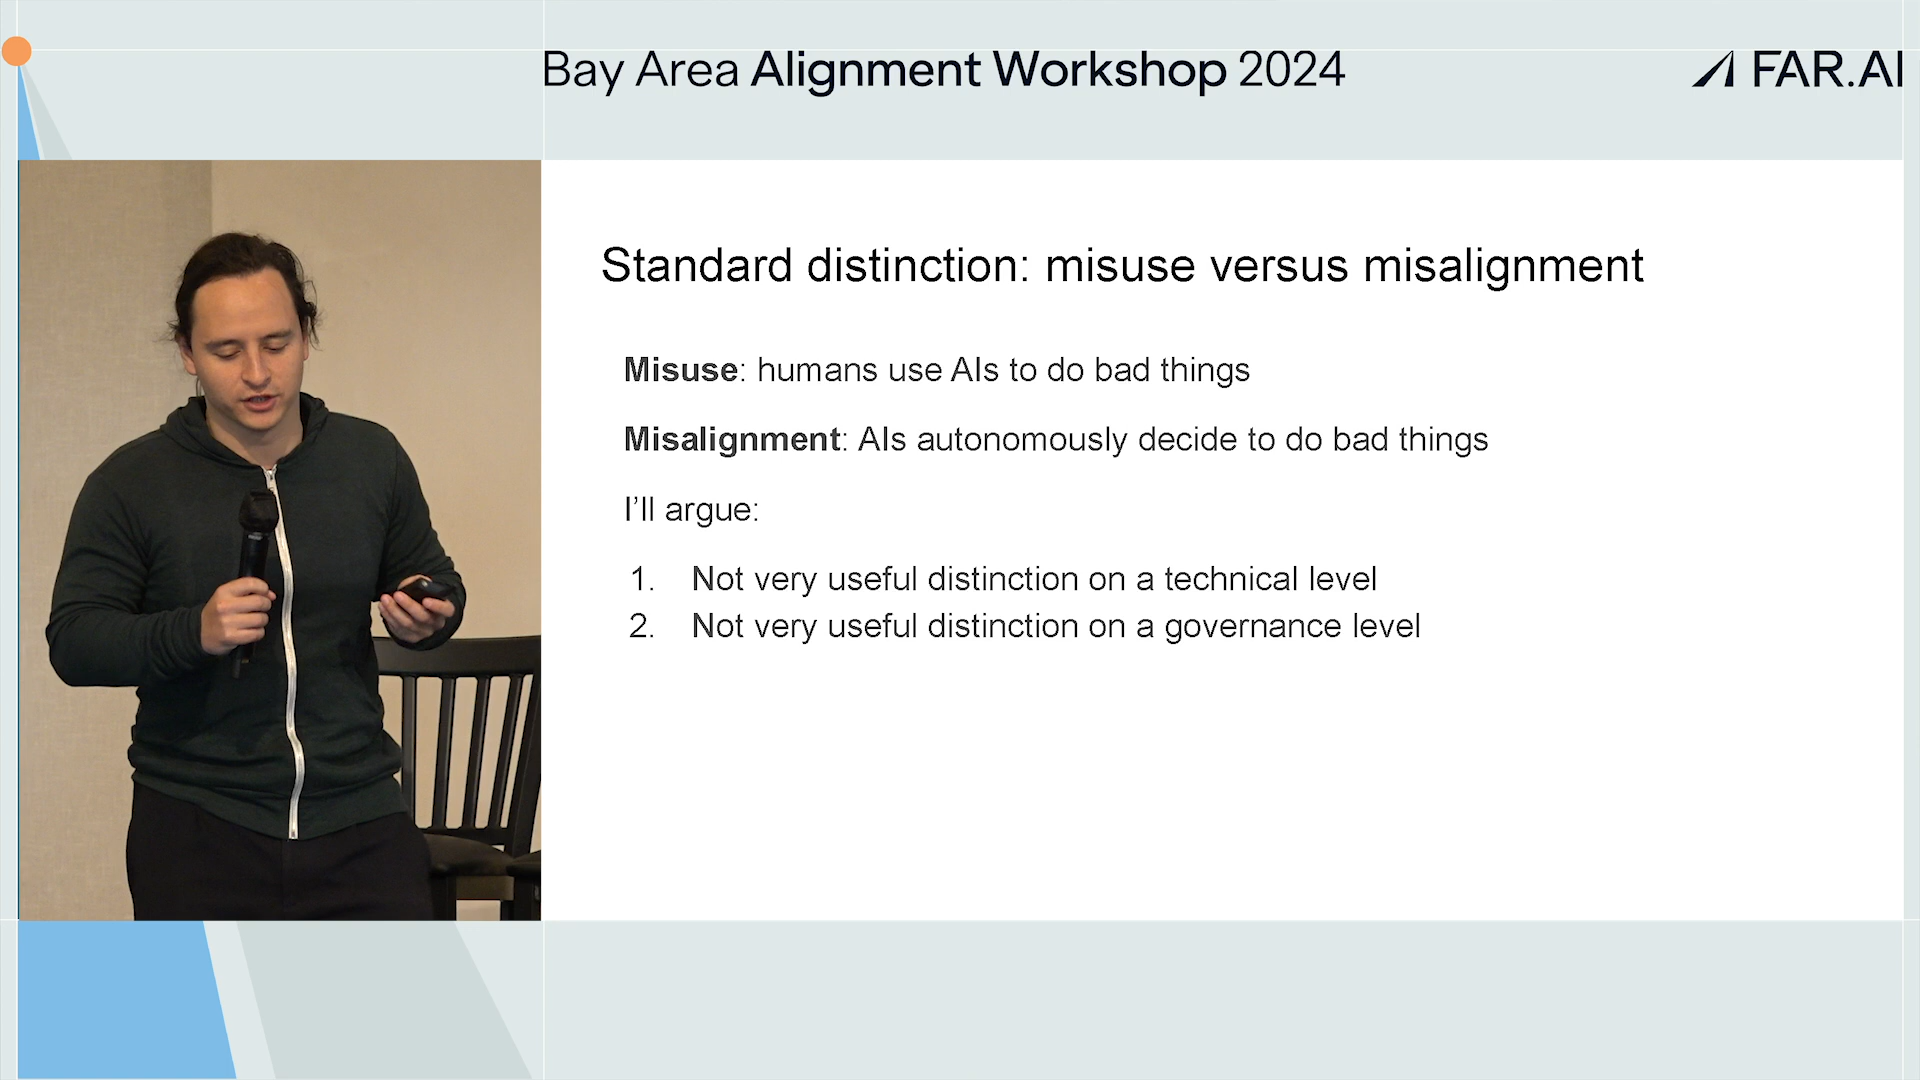 Bay Area Alignment Workshop 2024
FAR.AI
Standard distinction: misuse versus misalignment
Misuse: humans use AIs to do bad things
Misalignment: AIs autonomously decide to do bad things
I’ll argue:
1. Not very useful distinction on a technical level
2. Not very useful distinction on a governance level